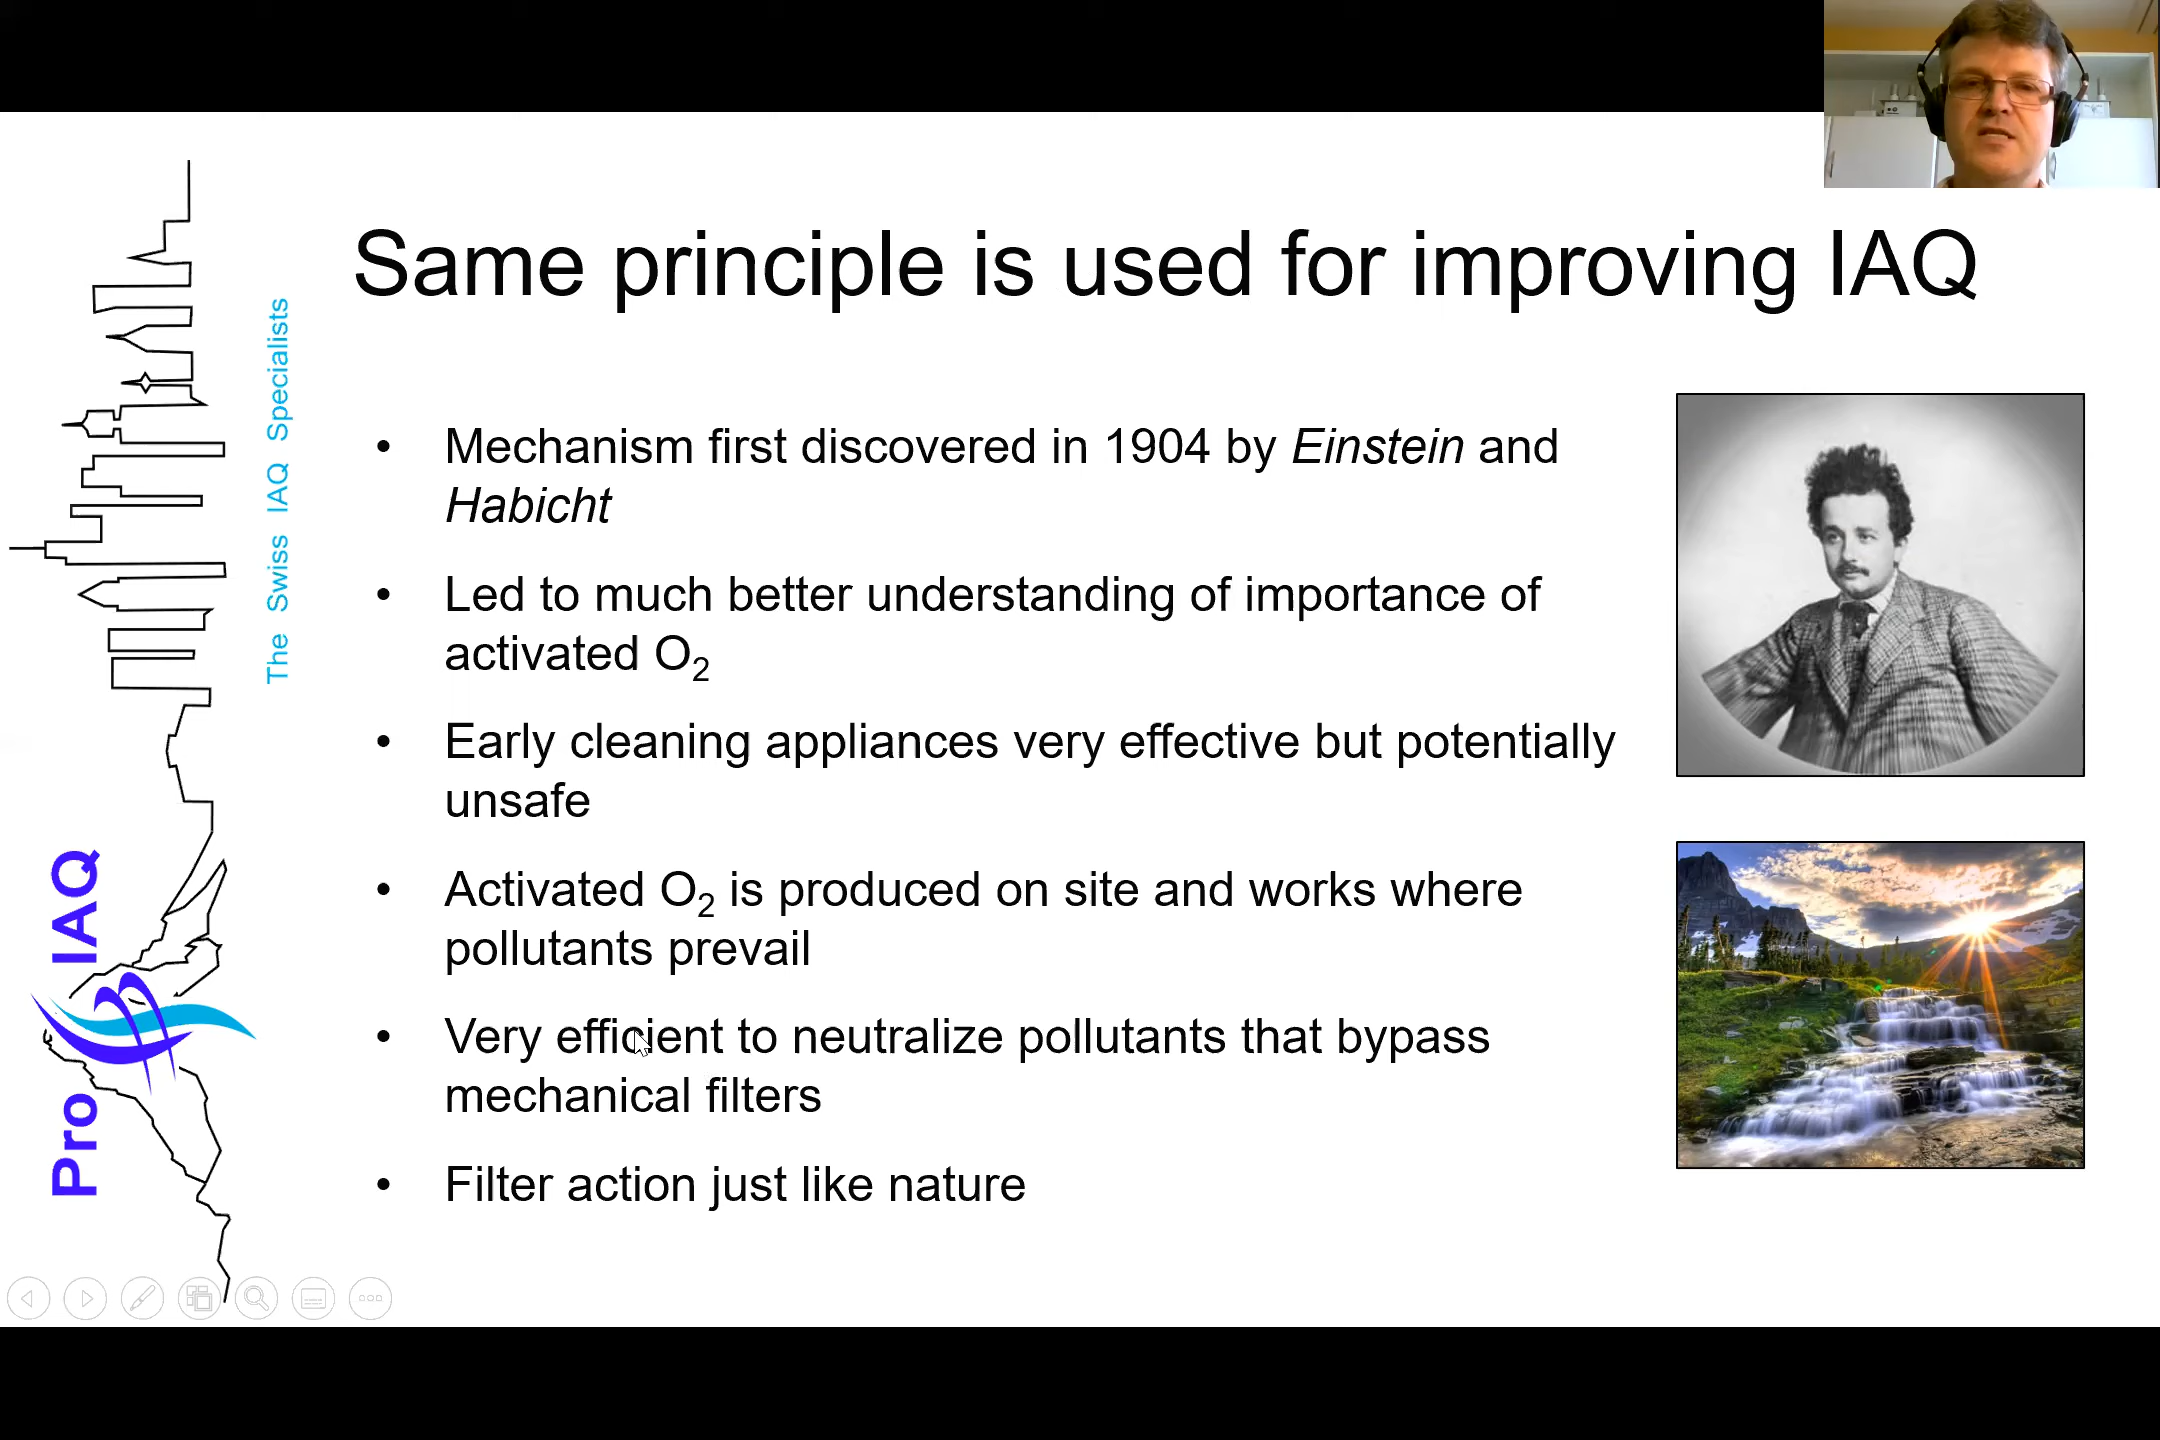 Same principle is used for improving IAQ
• Mechanism first discovered in 1904 by Einstein and
Habicht
• Led to much better understanding of importance of
activated O₂
• Early cleaning appliances very effective but potentially
unsafe
• Activated O₂ is produced on site and works where
pollutants prevail
• Very efficient to neutralize pollutants that bypass
mechanical filters
• Filter action just like nature
The Swiss IAQ Specialists
Pro IAQ